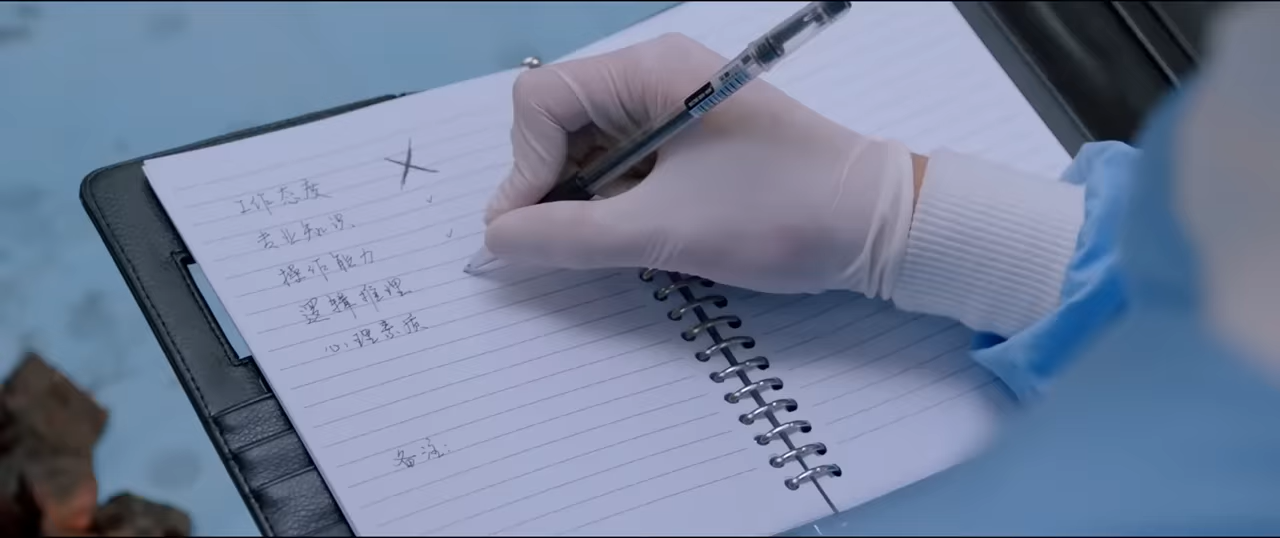 工作态度
专业知识 ✓
操作能力 ✓
逻辑推理
心理素质
备注: